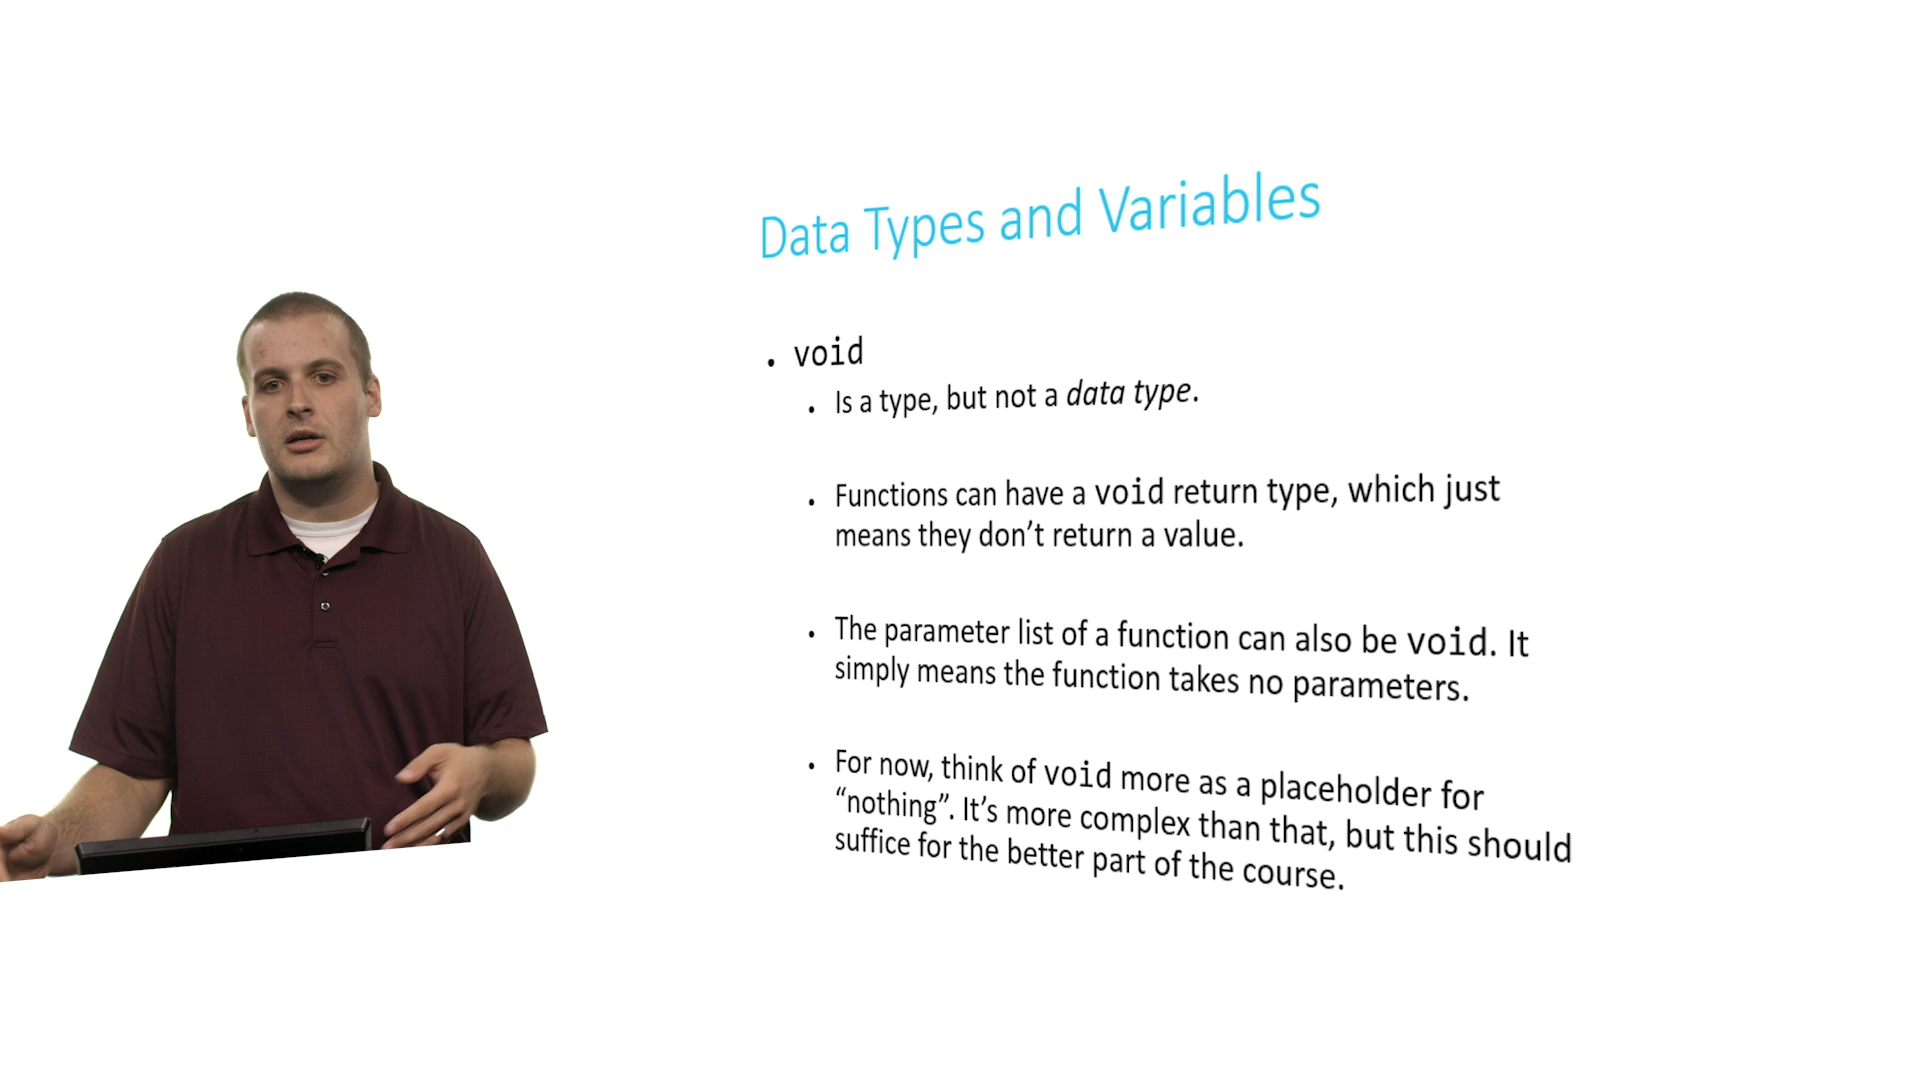 Data Types and Variables
• void
• Is a type, but not a data type.
• Functions can have a void return type, which just
means they don’t return a value.
• The parameter list of a function can also be void. It
simply means the function takes no parameters.
• For now, think of void more as a placeholder for
“nothing”. It’s more complex than that, but this should
suffice for the better part of the course.